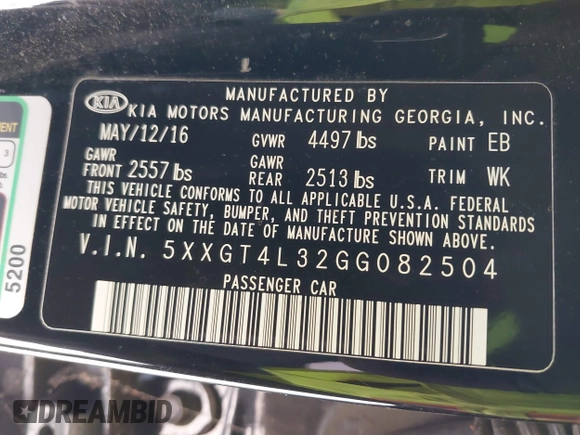 MANUFACTURED BY
KIA KIA MOTORS MANUFACTURING GEORGIA, INC.
MAY/12/16 GVWR 4497 lbs PAINT EB
GAWR FRONT 2557 lbs GAWR REAR 2513 lbs TRIM WK
THIS VEHICLE CONFORMS TO ALL APPLICABLE U.S.A. FEDERAL
MOTOR VEHICLE SAFETY, BUMPER, AND THEFT PREVENTION STANDARDS
IN EFFECT ON THE DATE OF MANUFACTURE SHOWN ABOVE.
V.I.N. 5XXGT4L32GG082504
PASSENGER CAR
3
5200
DREAMBID